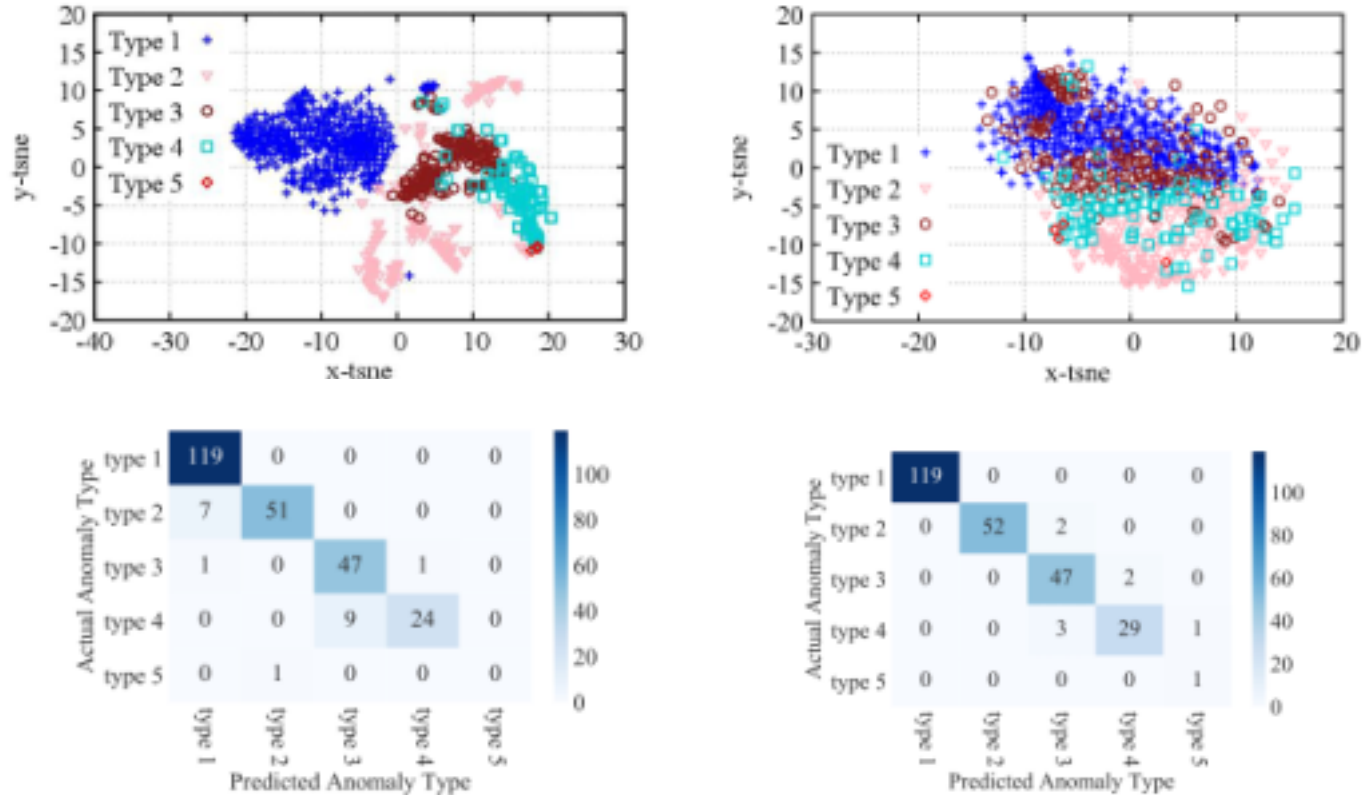 20
15
10
5
0
-5
-10
-15
-20
y-tsne
Type 1
Type 2
Type 3
Type 4
Type 5
-40 -30 -20 -10 0 10 20 30
x-tsne
20
15
10
5
0
-5
-10
-15
-20
y-tsne
Type 1
Type 2
Type 3
Type 4
Type 5
-30 -20 -10 0 10 20
x-tsne
Actual Anomaly Type
type 1 119 0 0 0 0
type 2 7 51 0 0 0
type 3 1 0 47 1 0
type 4 0 0 9 24 0
type 5 0 1 0 0 0
type 1 type 2 type 3 type 4 type 5
Predicted Anomaly Type
100
80
60
40
20
0
Actual Anomaly Type
type 1 119 0 0 0 0
type 2 0 52 2 0 0
type 3 0 0 47 2 0
type 4 0 0 3 29 1
type 5 0 0 0 0 1
type 1 type 2 type 3 type 4 type 5
Predicted Anomaly Type
100
80
60
40
20
0